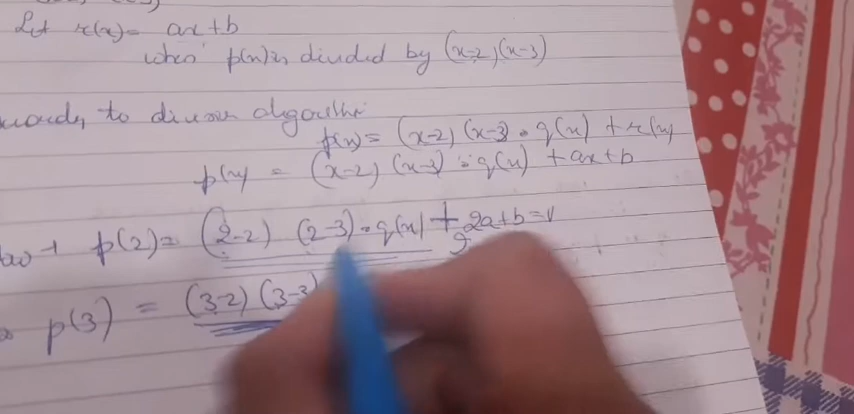 Let r(x) = ax+b
when p(x) is divided by (x-2)(x-3)
to division algorithm
p(x) = (x-2) (x-3) . q(x) + r(x)
p(x) = (x-2) (x-3) . q(x) + ax+b
p(2) = (2-2) (2-3) . q(x) + 2a+b =
p(3) = (3-2) (3-3)